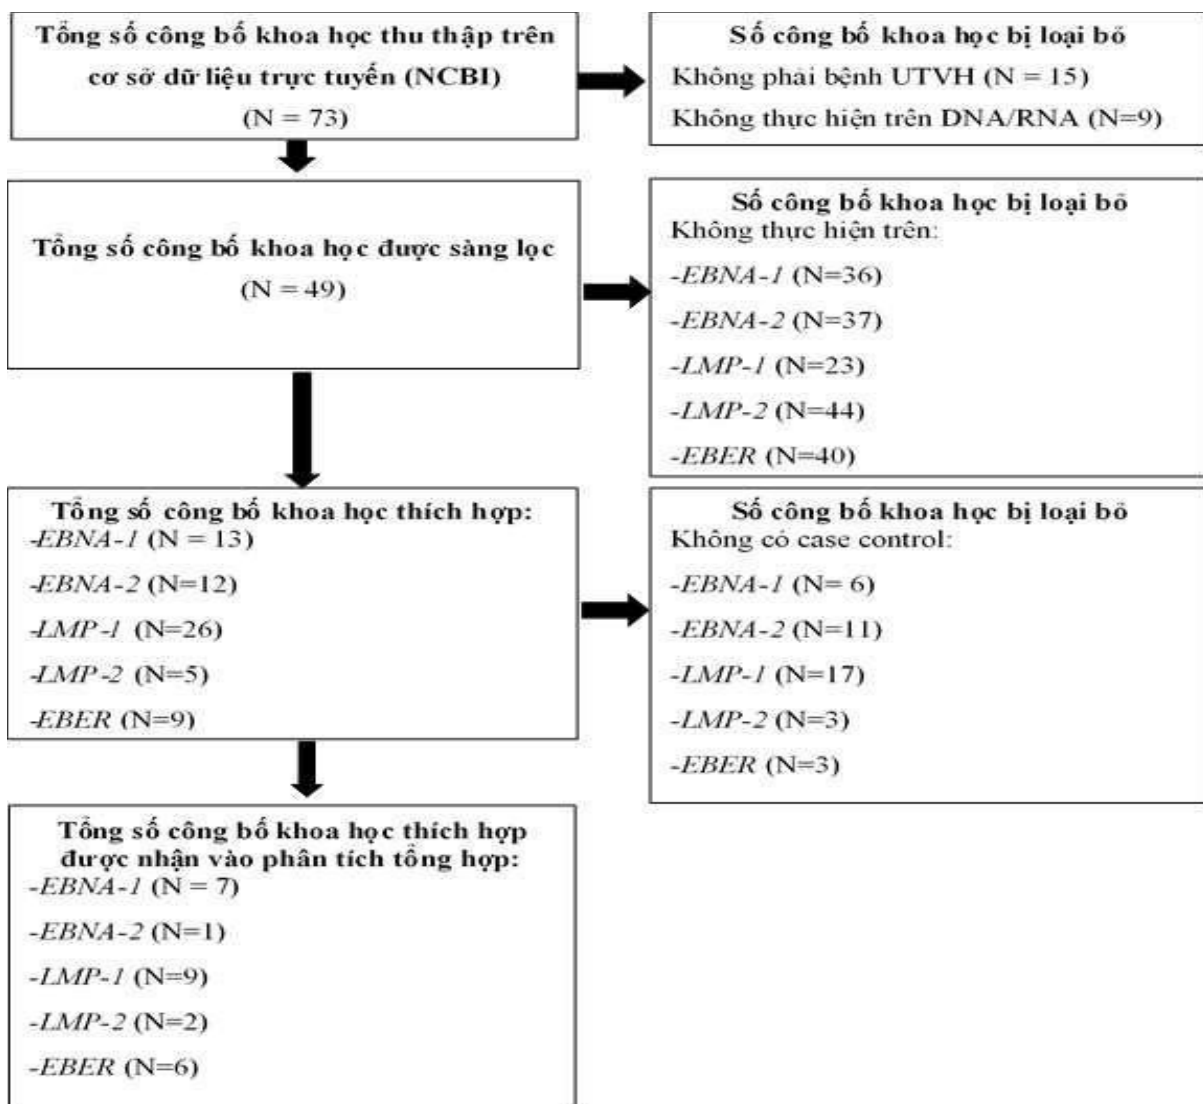 Tổng số công bố khoa học thu thập trên
cơ sở dữ liệu trực tuyến (NCBI)
(N = 73)
Số công bố khoa học bị loại bỏ
Không phải bệnh UTVH (N = 15)
Không thực hiện trên DNA/RNA (N=9)
Tổng số công bố khoa học được sàng lọc
(N = 49)
Số công bố khoa học bị loại bỏ
Không thực hiện trên:
-EBNA-1 (N=36)
-EBNA-2 (N=37)
-LMP-1 (N=23)
-LMP-2 (N=44)
-EBER (N=40)
Tổng số công bố khoa học thích hợp:
-EBNA-1 (N = 13)
-EBNA-2 (N=12)
-LMP-1 (N=26)
-LMP-2 (N=5)
-EBER (N=9)
Số công bố khoa học bị loại bỏ
Không có case control:
-EBNA-1 (N= 6)
-EBNA-2 (N=11)
-LMP-1 (N=17)
-LMP-2 (N=3)
-EBER (N=3)
Tổng số công bố khoa học thích hợp
được nhận vào phân tích tổng hợp:
-EBNA-1 (N = 7)
-EBNA-2 (N=1)
-LMP-1 (N=9)
-LMP-2 (N=2)
-EBER (N=6)